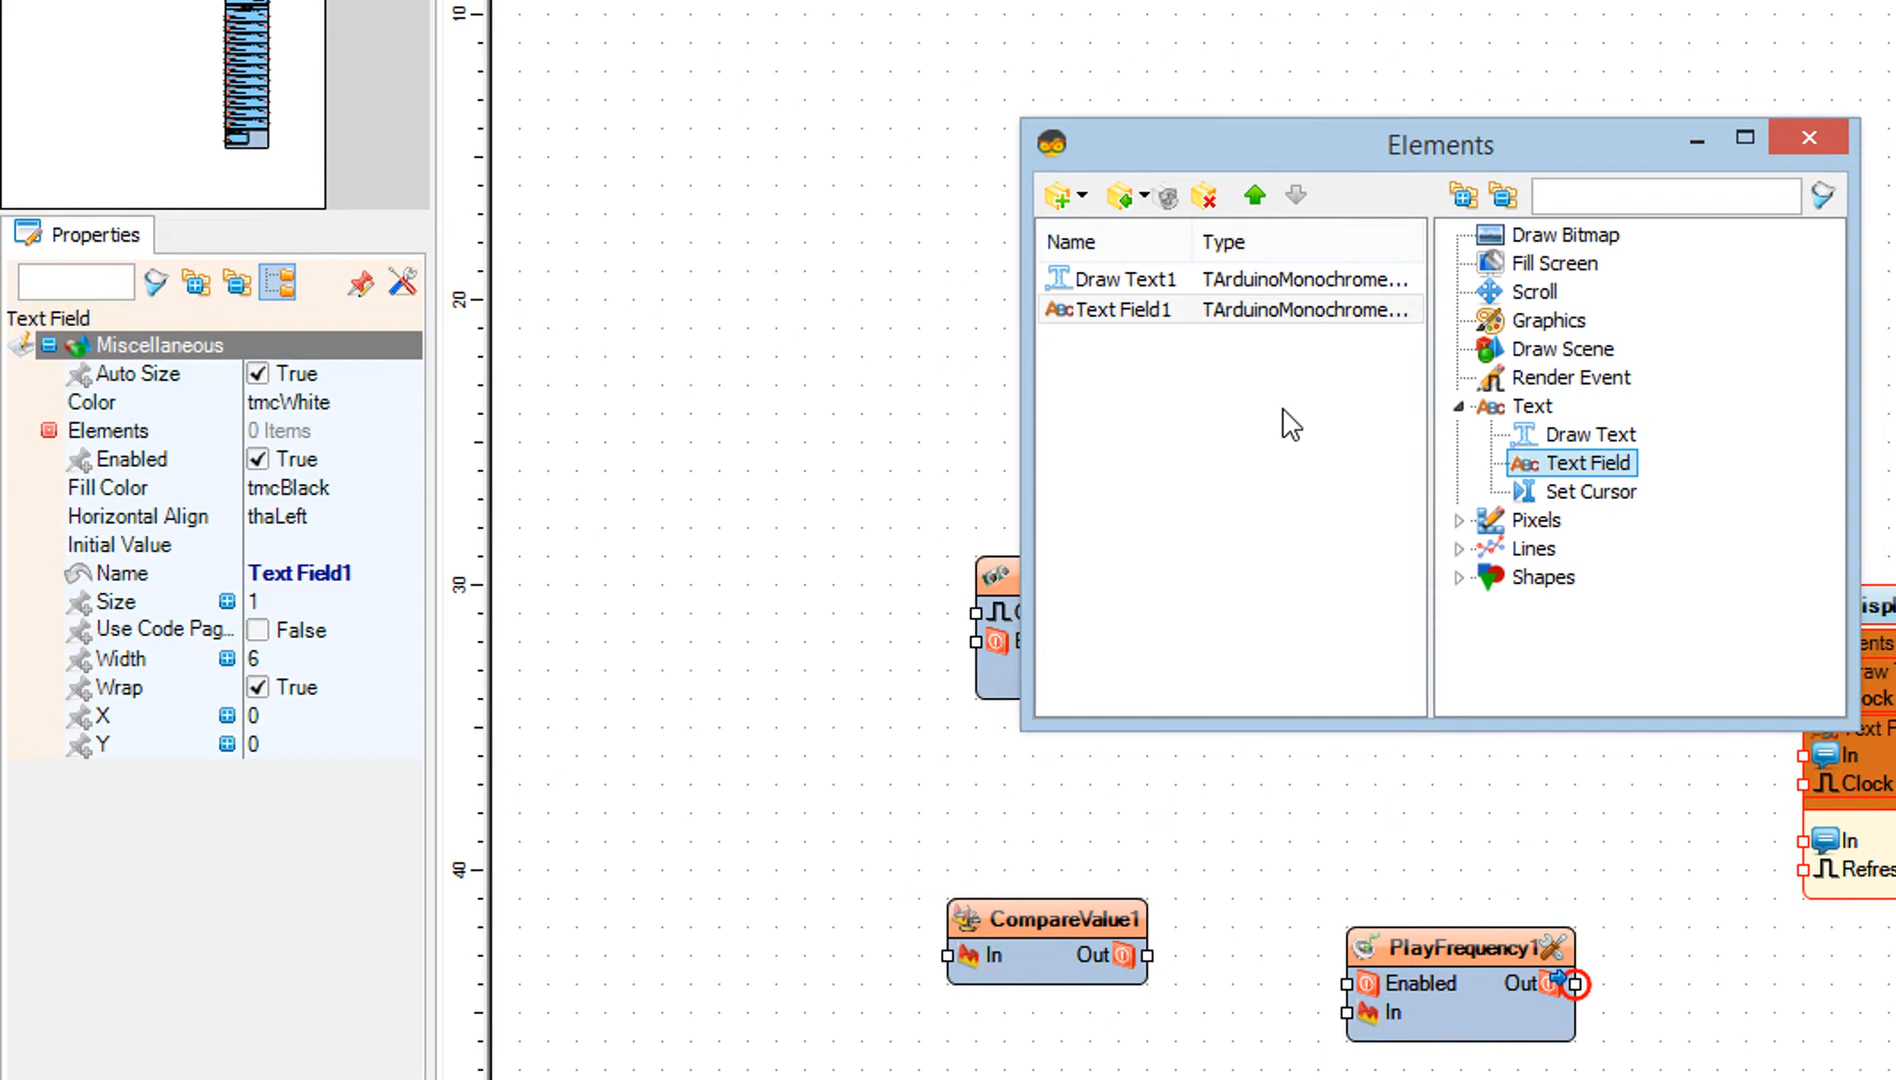 10
20
30
40
Properties
Text Field
Miscellaneous
Auto Size True
Color tmcWhite
Elements 0 Items
Enabled True
Fill Color tmcBlack
Horizontal Align thaLeft
Initial Value
Name Text Field1
Size 1
Use Code Pag... False
Width 6
Wrap True
X 0
Y 0
Elements
Name Type
Draw Text1 TArduinoMonochrome...
Text Field1 TArduinoMonochrome...
Draw Bitmap
Fill Screen
Scroll
Graphics
Draw Scene
Render Event
Text
Draw Text
Text Field
Set Cursor
Pixels
Lines
Shapes
In
Clock
In
Refres
CompareValue1
In Out
PlayFrequency1
Enabled Out
In